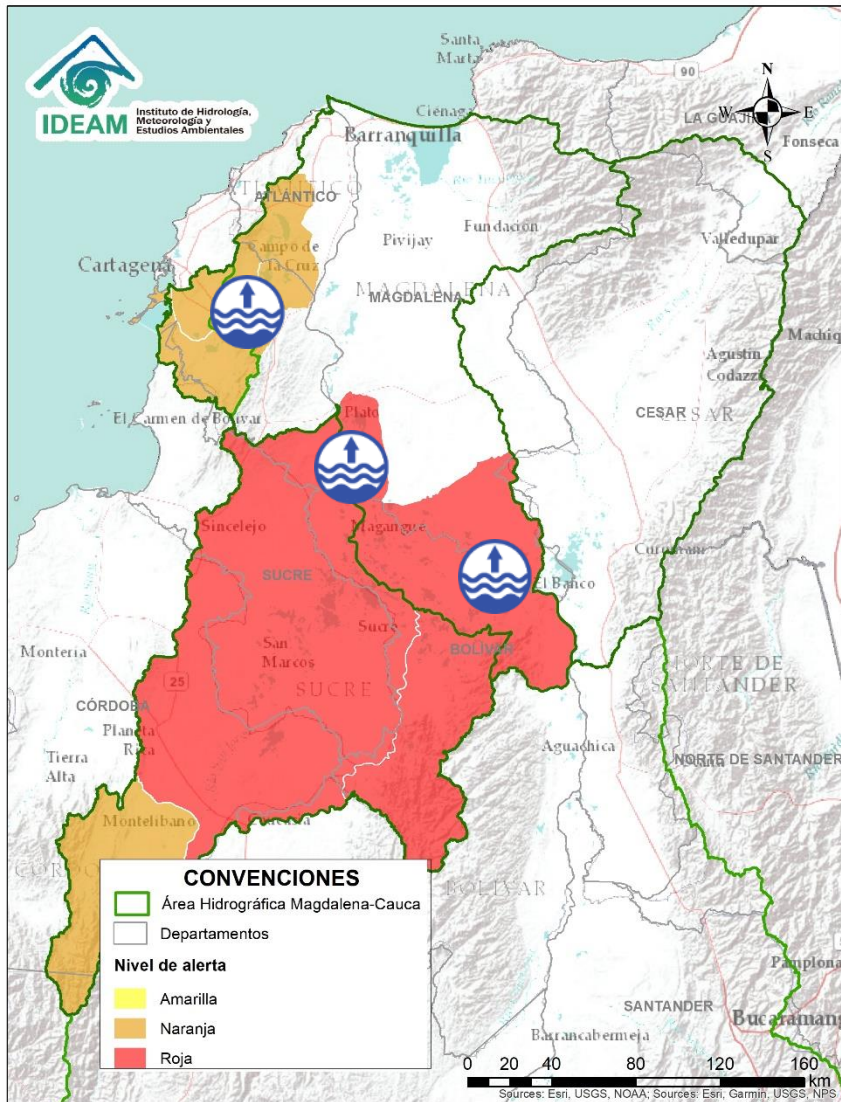 IDEAM
Instituto de Hidrología,
Meteorología y
Estudios Ambientales
Santa
Marta
90
N
W
E
S
LA GUAJIRA
Fonseca
Ciénaga
Barranquilla
ATLÁNTICO
ATLÁNTICO
Fundación
Pivijay
Valledupar
Campo de
la Cruz
Cartagena
MAGDALENA
MAGDALENA
Agustín
Codazzi
CESAR
CESAR
El Carmen de Bolívar
Plato
Sincelejo
Magangué
El Banco
SUCRE
Sucre
San
Marcos
SUCRE
BOLÍVAR
Montería
25
CÓRDOBA
Planeta
Rica
Tierra
Alta
NORTE DE
SANTANDER
NORTE DE SANTANDER
Aguachica
Montelíbano
BOLÍVAR
CONVENCIONES
Área Hidrográfica Magdalena-Cauca
Departamentos
Nivel de alerta
Amarilla
Naranja
Roja
SANTANDER
Pamplona
Bucaramang
Barrancabermeja
0 20 40 80 120 160
km
Sources: Esri, USGS, NOAA; Sources: Esri, Garmin, USGS, NPS